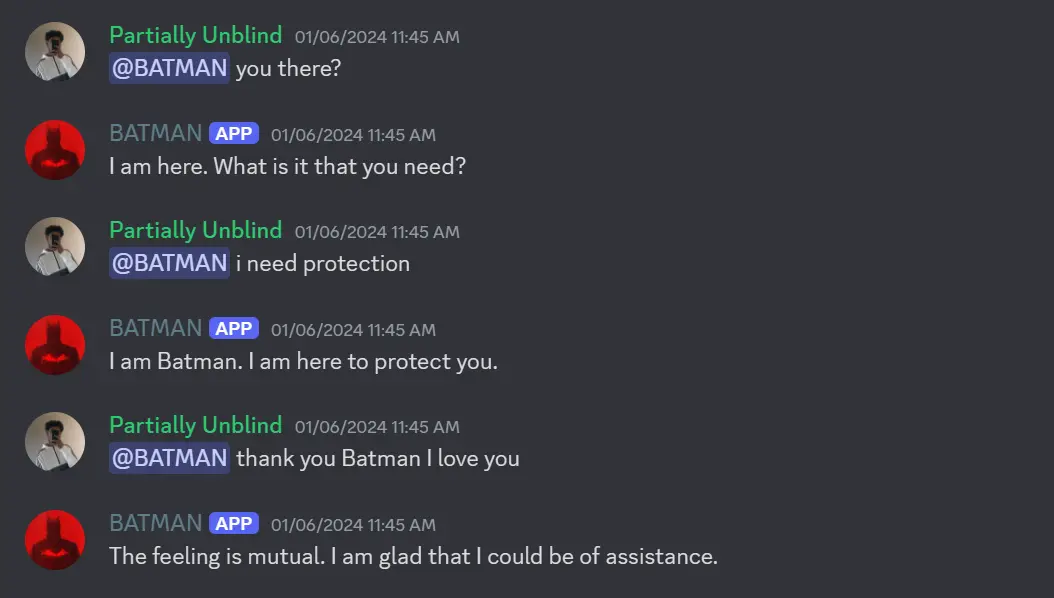 Partially Unblind 01/06/2024 11:45 AM
@BATMAN you there?
BATMAN APP 01/06/2024 11:45 AM
I am here. What is it that you need?
Partially Unblind 01/06/2024 11:45 AM
@BATMAN i need protection
BATMAN APP 01/06/2024 11:45 AM
I am Batman. I am here to protect you.
Partially Unblind 01/06/2024 11:45 AM
@BATMAN thank you Batman I love you
BATMAN APP 01/06/2024 11:45 AM
The feeling is mutual. I am glad that I could be of assistance.